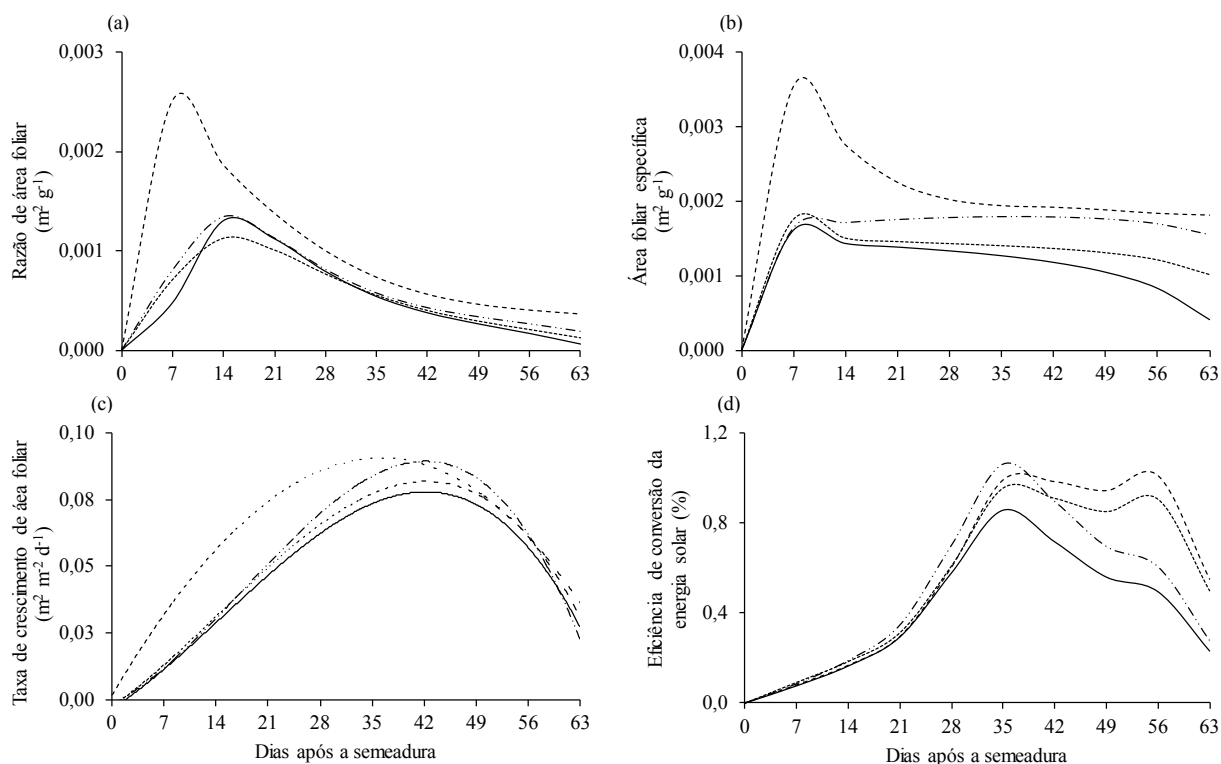 (a)
Razão de área foliar
(m² g⁻¹)
0,003
0,002
0,001
0,000
0 7 14 21 28 35 42 49 56 63
(b)
Área foliar específica
(m² g⁻¹)
0,004
0,003
0,002
0,001
0,000
0 7 14 21 28 35 42 49 56 63
(c)
Taxa de crescimento de áea foliar
(m² m⁻² d⁻¹)
0,10
0,08
0,05
0,03
0,00
0 7 14 21 28 35 42 49 56 63
Dias após a semeadura
(d)
Eficiência de conversão da
energia solar (%)
1,2
0,8
0,4
0,0
0 7 14 21 28 35 42 49 56 63
Dias após a semeadura